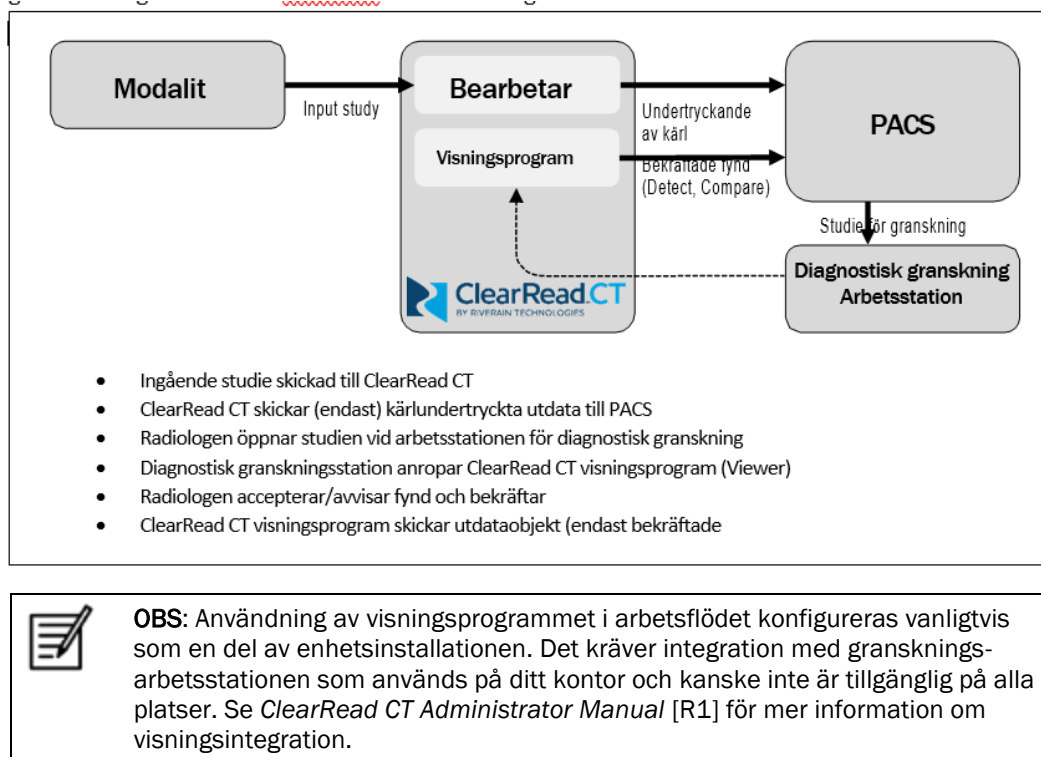 Modalit
Input study
Bearbetar
Visningsprogram
Undertryckande
av kärl
Bekräftade fynd
(Detect, Compare)
PACS
Studie för granskning
Diagnostisk granskning
Arbetsstation
ClearRead.CT
BY RIVERAIN TECHNOLOGIES
• Ingående studie skickad till ClearRead CT
• ClearRead CT skickar (endast) kärlundertryckta utdata till PACS
• Radiologen öppnar studien vid arbetsstationen för diagnostisk granskning
• Diagnostisk granskningsstation anropar ClearRead CT visningsprogram (Viewer)
• Radiologen accepterar/avvisar fynd och bekräftar
• ClearRead CT visningsprogram skickar utdataobjekt (endast bekräftade
OBS: Användning av visningsprogrammet i arbetsflödet konfigureras vanligtvis
som en del av enhetsinstallationen. Det kräver integration med gransknings-
arbetsstationen som används på ditt kontor och kanske inte är tillgänglig på alla
platser. Se ClearRead CT Administrator Manual [R1] för mer information om
visningsintegration.